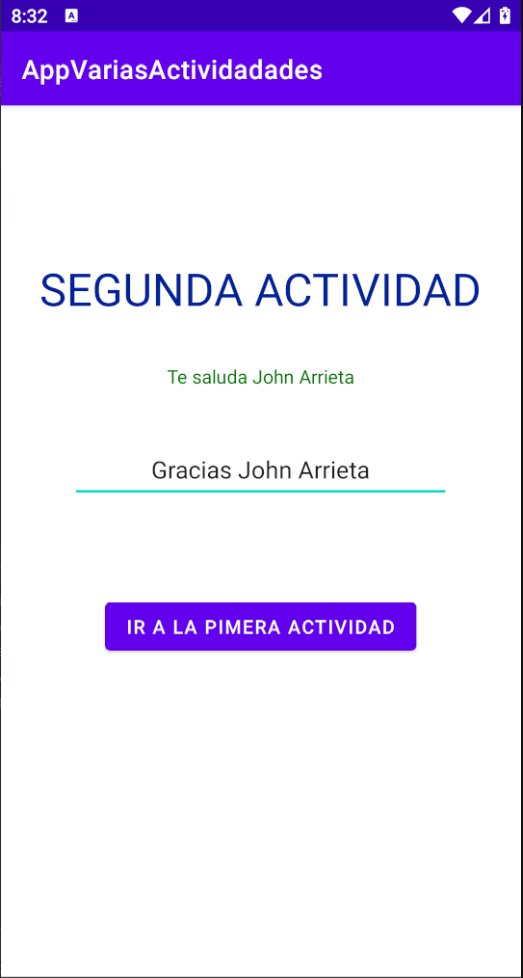 8:32
AppVariasActividadades
SEGUNDA ACTIVIDAD
Te saluda John Arrieta
Gracias John Arrieta
IR A LA PIMERA ACTIVIDAD